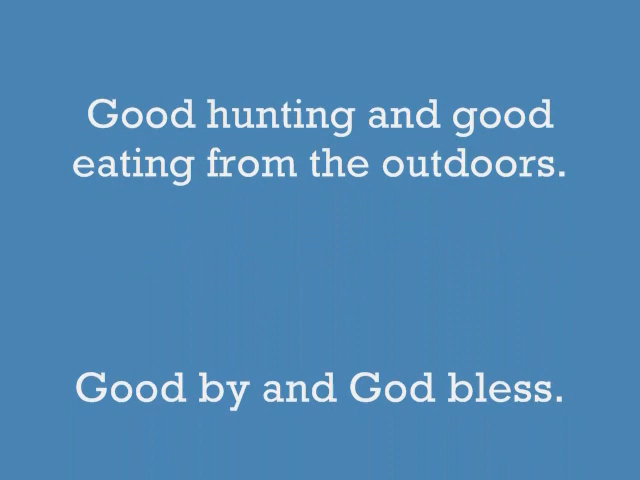 Good hunting and good
eating from the outdoors.
Good by and God bless.